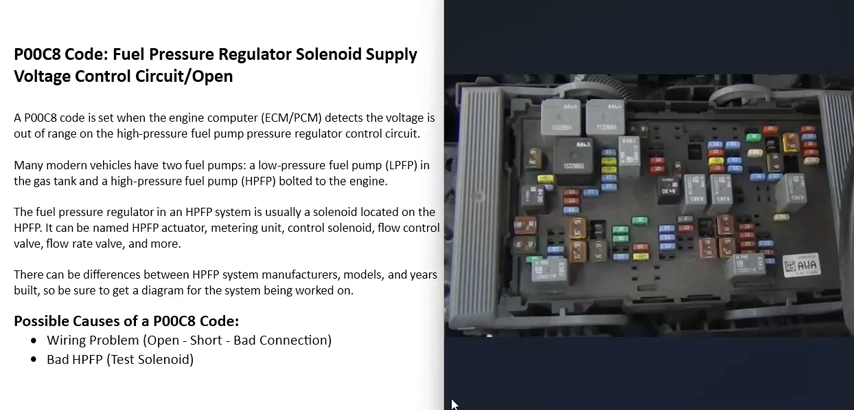 P00C8 Code: Fuel Pressure Regulator Solenoid Supply
Voltage Control Circuit/Open
A P00C8 code is set when the engine computer (ECM/PCM) detects the voltage is
out of range on the high-pressure fuel pump pressure regulator control circuit.
Many modern vehicles have two fuel pumps: a low-pressure fuel pump (LPFP) in
the gas tank and a high-pressure fuel pump (HPFP) bolted to the engine.
The fuel pressure regulator in an HPFP system is usually a solenoid located on the
HPFP. It can be named HPFP actuator, metering unit, control solenoid, flow control
valve, flow rate valve, and more.
There can be differences between HPFP system manufacturers, models, and years
built, so be sure to get a diagram for the system being worked on.
Possible Causes of a P00C8 Code:
• Wiring Problem (Open - Short - Bad Connection)
• Bad HPFP (Test Solenoid)
AWA